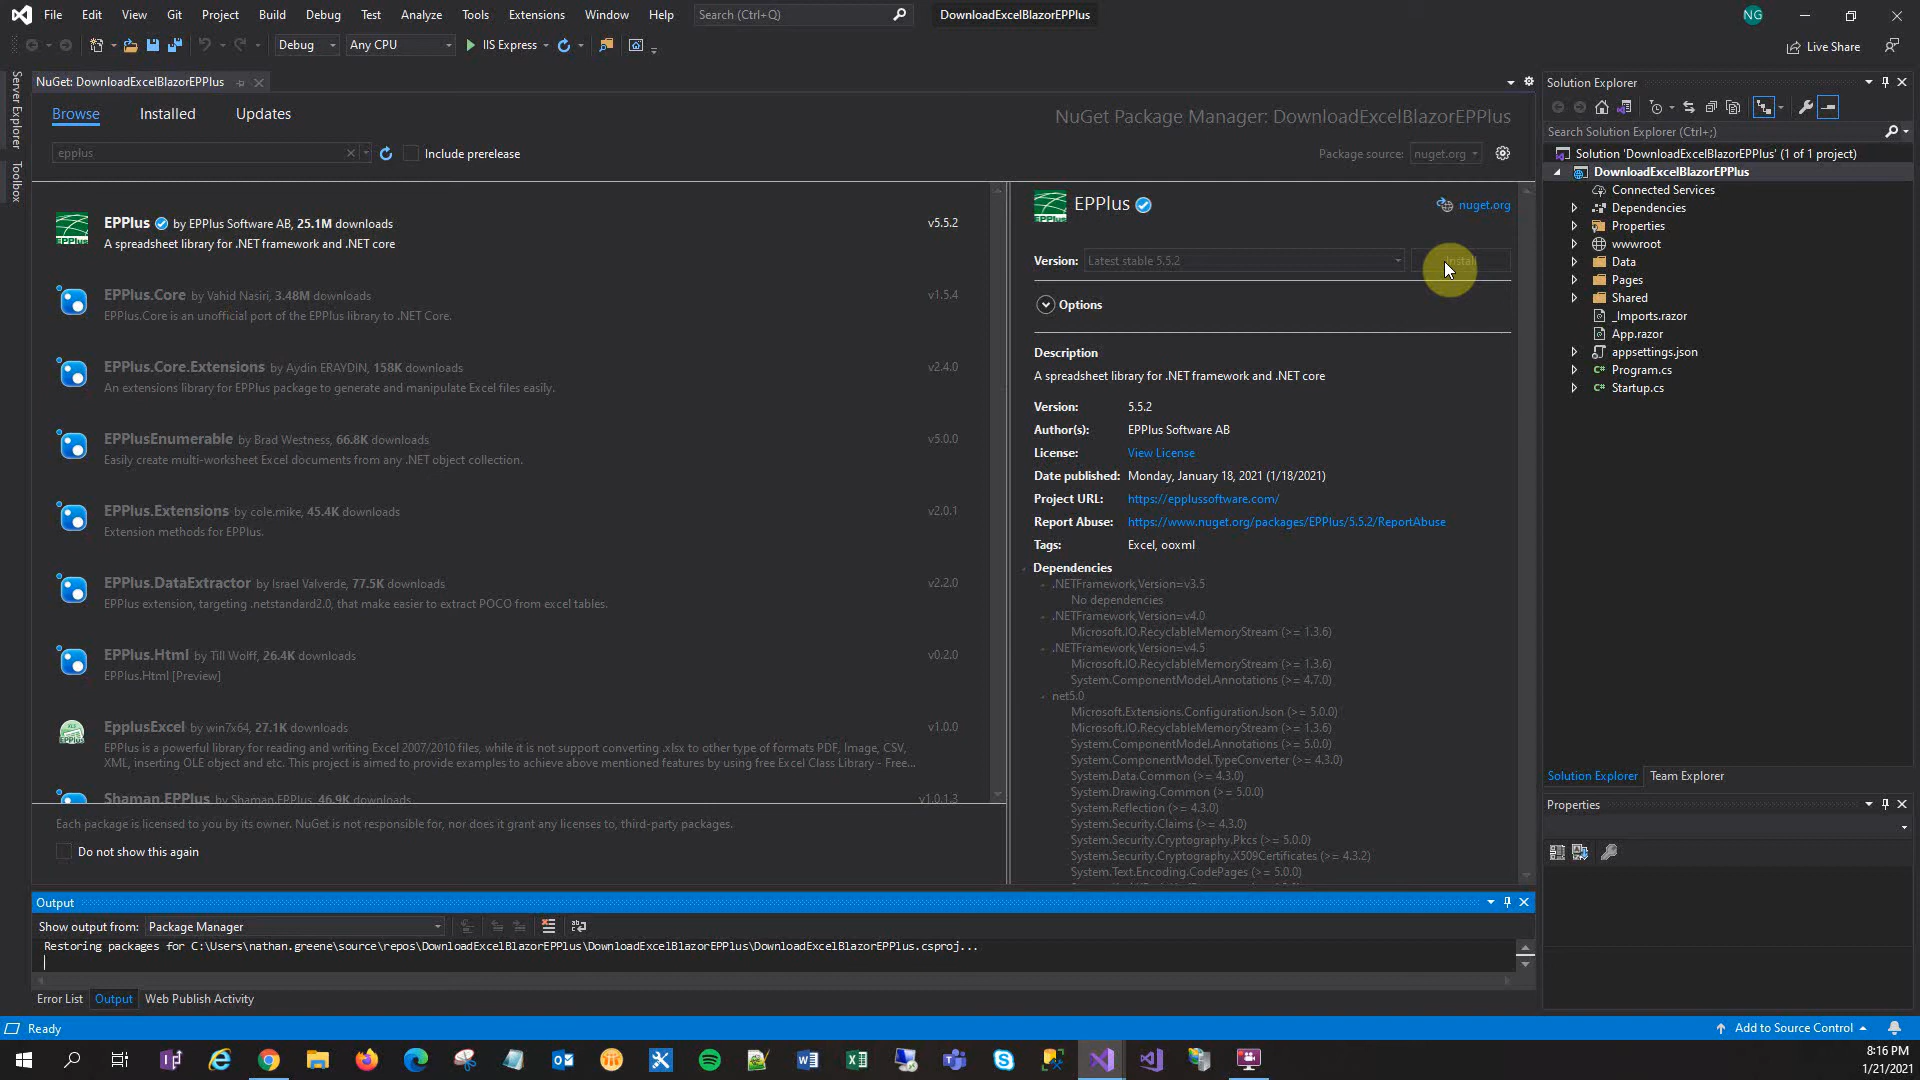 File Edit View Git Project Build Debug Test Analyze Tools Extensions Window Help Search (Ctrl+Q) DownloadExcelBlazorEPPlus NG
Debug Any CPU IIS Express Live Share
Server Explorer
Toolbox
NuGet: DownloadExcelBlazorEPPlus
Browse Installed Updates
NuGet Package Manager: DownloadExcelBlazorEPPlus
epplus Include prerelease
Package source: nuget.org
EPPlus by EPPlus Software AB, 25.1M downloads v5.5.2
A spreadsheet library for .NET framework and .NET core
EPPlus.Core by Vahid Nasiri, 3.48M downloads v1.5.4
EPPlus.Core is an unofficial port of the EPPlus library to .NET Core.
EPPlus.Core.Extensions by Aydin ERAYDIN, 158K downloads v2.4.0
An extensions library for EPPlus package to generate and manipulate Excel files easily.
EPPlusEnumerable by Brad Westness, 66.8K downloads v5.0.0
Easily create multi-worksheet Excel documents from any .NET object collection.
EPPlus.Extensions by cole.mike, 45.4K downloads v2.0.1
Extension methods for EPPlus.
EPPlus.DataExtractor by Israel Valverde, 77.5K downloads v2.2.0
EPPlus extension, targeting .netstandard2.0, that make easier to extract POCO from excel tables.
EPPlus.Html by Till Wolff, 26.4K downloads v0.2.0
EPPlus.Html [Preview]
EpplusExcel by win7x64, 27.1K downloads v1.0.0
EPPlus is a powerful library for reading and writing Excel 2007/2010 files, while it is not support converting .xlsx to other type of formats PDF, Image, CSV,
XML, inserting OLE object and etc. This project is aimed to provide examples to achieve above mentioned features by using free Excel Class Library - Free...
Shaman.EPPlus by Shaman.EPPlus, 46.9K downloads v1.0.1.3
Each package is licensed to you by its owner. NuGet is not responsible for, nor does it grant any licenses to, third-party packages.
Do not show this again
EPPlus nuget.org
Version: Latest stable 5.5.2 Install
Options
Description
A spreadsheet library for .NET framework and .NET core
Version: 5.5.2
Author(s): EPPlus Software AB
License: View License
Date published: Monday, January 18, 2021 (1/18/2021)
Project URL: https://epplussoftware.com/
Report Abuse: https://www.nuget.org/packages/EPPlus/5.5.2/ReportAbuse
Tags: Excel, ooxml
Dependencies
.NETFramework,Version=v3.5
No dependencies
.NETFramework,Version=v4.0
Microsoft.IO.RecyclableMemoryStream (>= 1.3.6)
.NETFramework,Version=v4.5
Microsoft.IO.RecyclableMemoryStream (>= 1.3.6)
System.ComponentModel.Annotations (>= 4.7.0)
net5.0
Microsoft.Extensions.Configuration.Json (>= 5.0.0)
Microsoft.IO.RecyclableMemoryStream (>= 1.3.6)
System.ComponentModel.Annotations (>= 5.0.0)
System.ComponentModel.TypeConverter (>= 4.3.0)
System.Data.Common (>= 4.3.0)
System.Drawing.Common (>= 5.0.0)
System.Reflection (>= 4.3.0)
System.Security.Claims (>= 4.3.0)
System.Security.Cryptography.Pkcs (>= 5.0.0)
System.Security.Cryptography.X509Certificates (>= 4.3.2)
System.Text.Encoding.CodePages (>= 5.0.0)
Solution Explorer
Search Solution Explorer (Ctrl+;)
Solution 'DownloadExcelBlazorEPPlus' (1 of 1 project)
DownloadExcelBlazorEPPlus
Connected Services
Dependencies
Properties
wwwroot
Data
Pages
Shared
_Imports.razor
App.razor
appsettings.json
Program.cs
Startup.cs
Solution Explorer Team Explorer
Properties
Output
Show output from: Package Manager
Restoring packages for C:\Users\nathan.greene\source\repos\DownloadExcelBlazorEPPlus\DownloadExcelBlazorEPPlus\DownloadExcelBlazorEPPlus.csproj...
Error List Output Web Publish Activity
Ready Add to Source Control
8:16 PM
1/21/2021